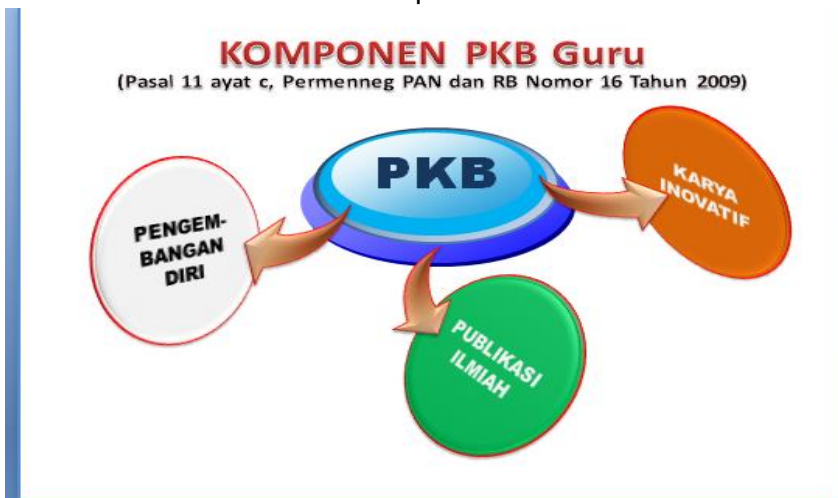 KOMPONEN PKB Guru
(Pasal 11 ayat c, Permenneg PAN dan RB Nomor 16 Tahun 2009)
PKB
KARYA
INOVATIF
PENGEM-
BANGAN
DIRI
PUBLIKASI
ILMIAH